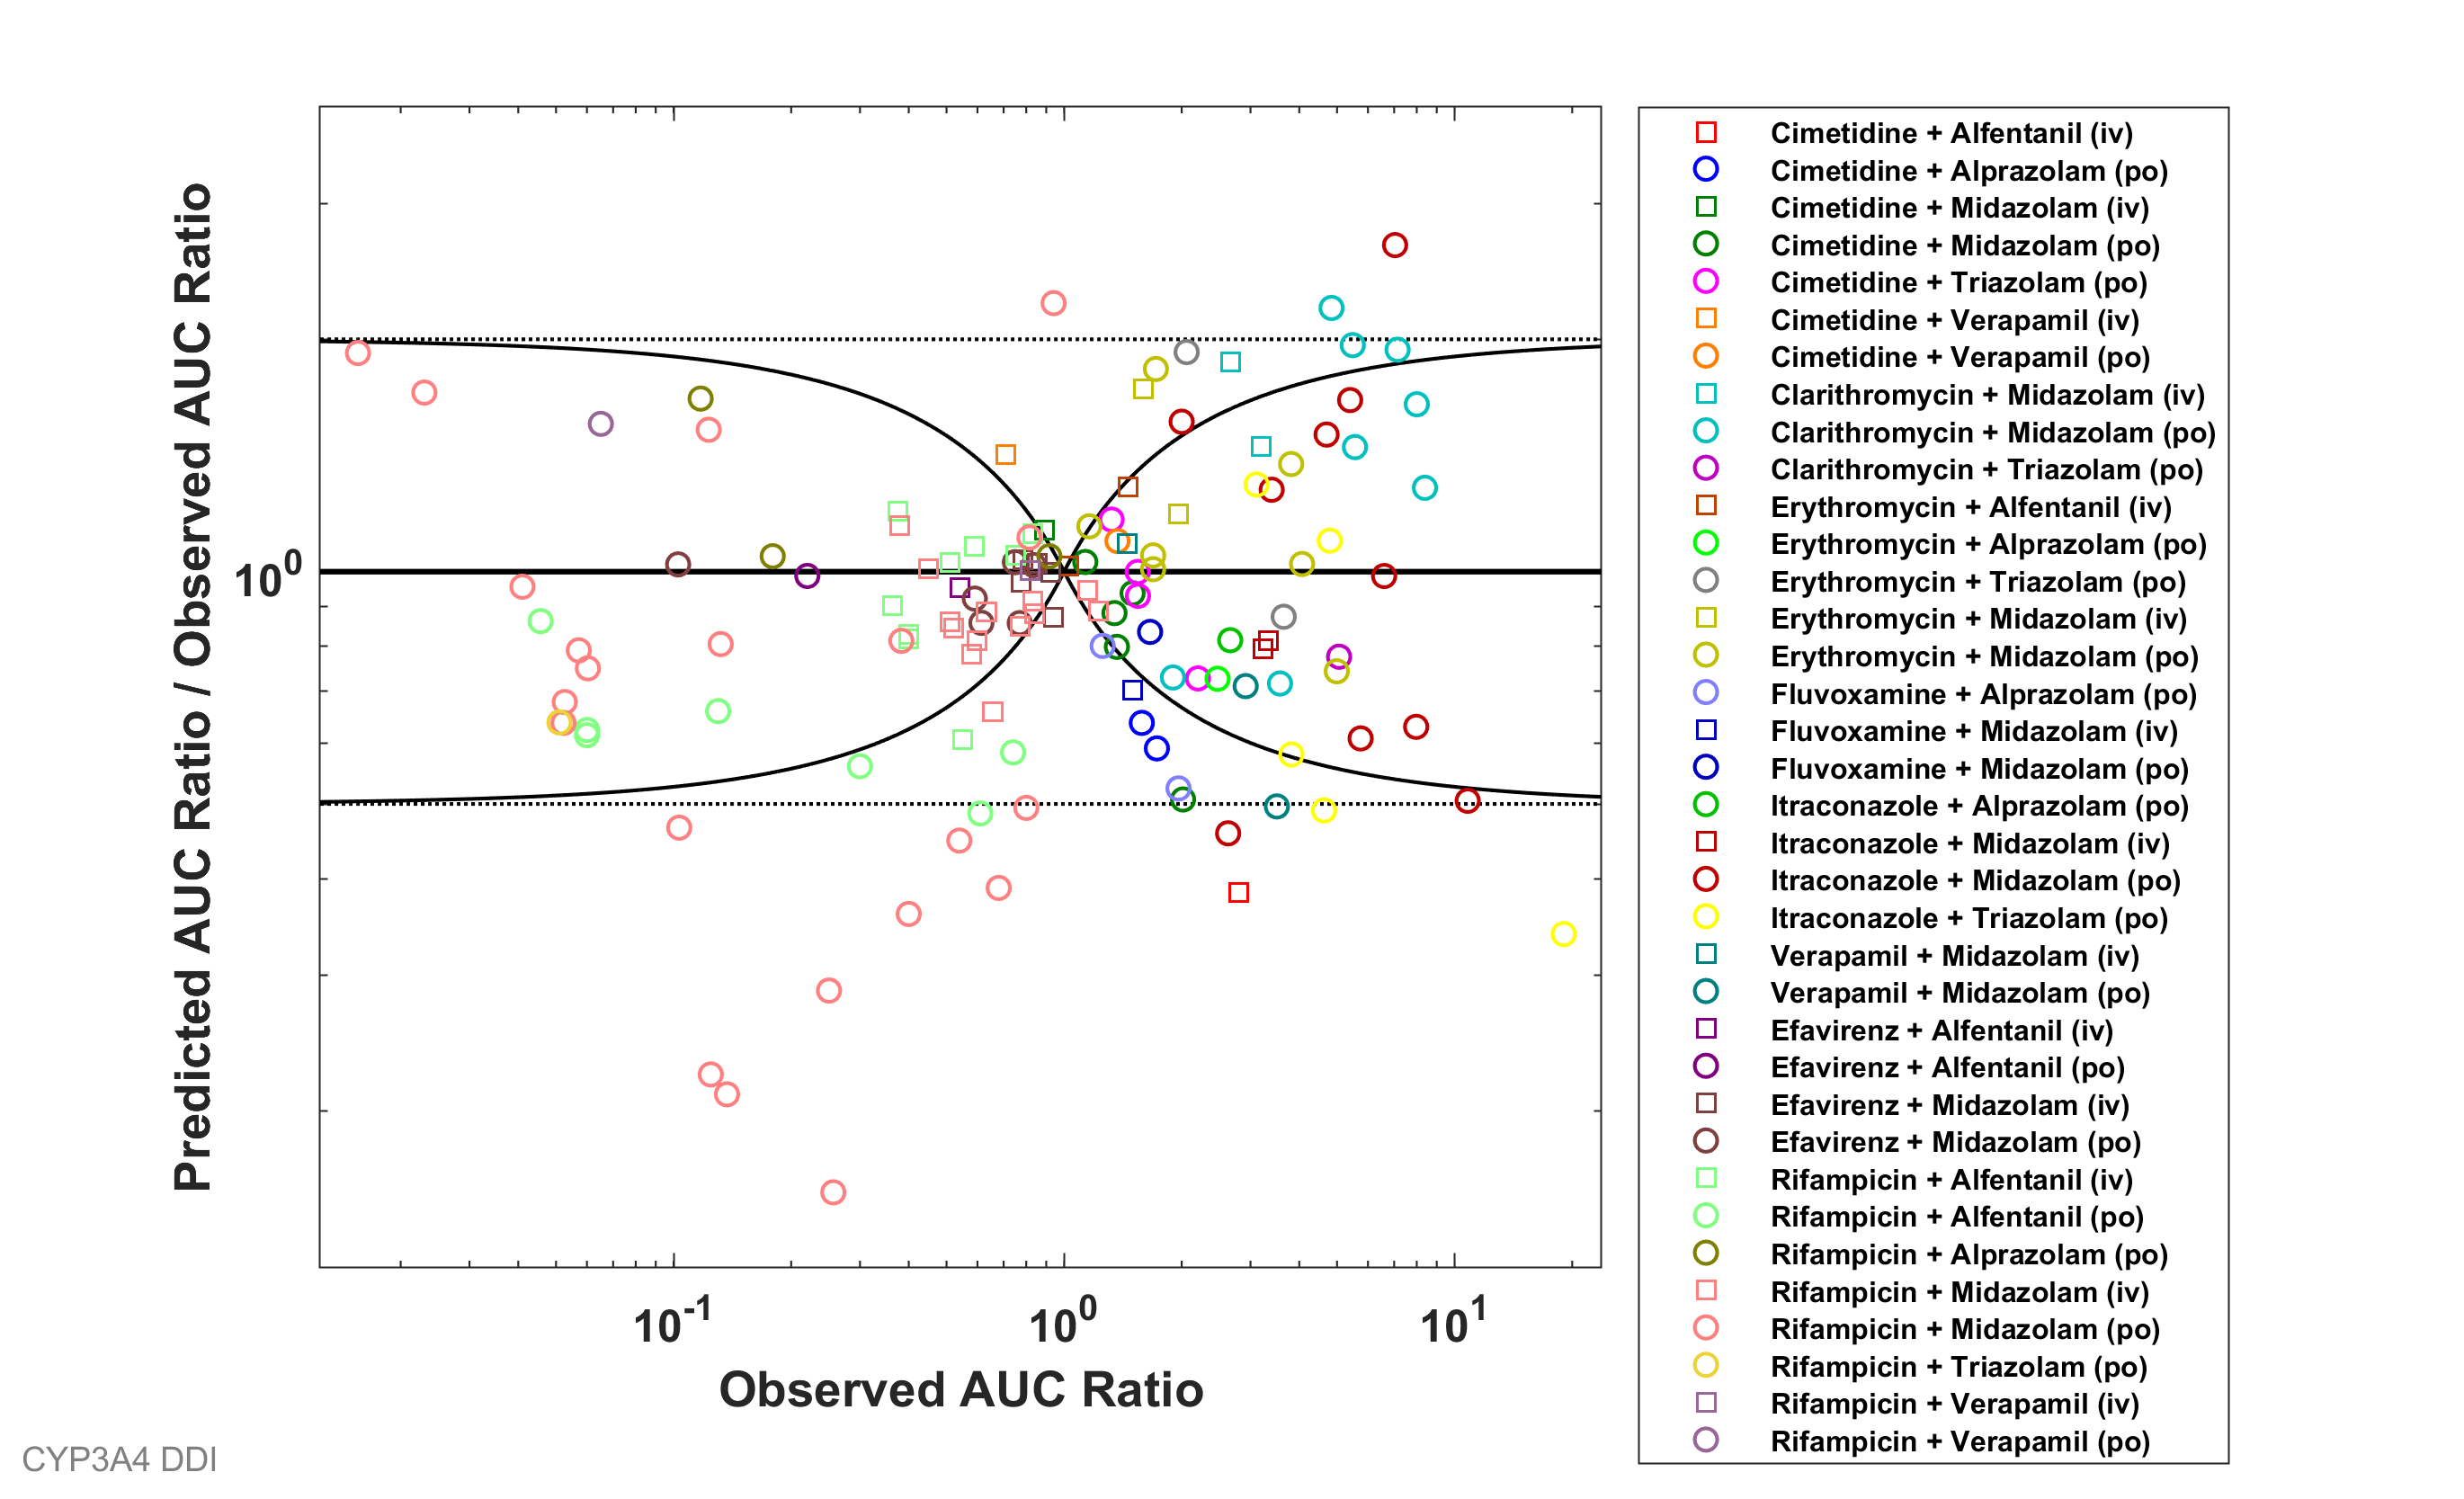 Predicted AUC Ratio / Observed AUC Ratio
10⁰
10⁻¹
10⁰
10¹
Observed AUC Ratio
CYP3A4 DDI
Cimetidine + Alfentanil (iv)
Cimetidine + Alprazolam (po)
Cimetidine + Midazolam (iv)
Cimetidine + Midazolam (po)
Cimetidine + Triazolam (po)
Cimetidine + Verapamil (iv)
Cimetidine + Verapamil (po)
Clarithromycin + Midazolam (iv)
Clarithromycin + Midazolam (po)
Clarithromycin + Triazolam (po)
Erythromycin + Alfentanil (iv)
Erythromycin + Alprazolam (po)
Erythromycin + Triazolam (po)
Erythromycin + Midazolam (iv)
Erythromycin + Midazolam (po)
Fluvoxamine + Alprazolam (po)
Fluvoxamine + Midazolam (iv)
Fluvoxamine + Midazolam (po)
Itraconazole + Alprazolam (po)
Itraconazole + Midazolam (iv)
Itraconazole + Midazolam (po)
Itraconazole + Triazolam (po)
Verapamil + Midazolam (iv)
Verapamil + Midazolam (po)
Efavirenz + Alfentanil (iv)
Efavirenz + Alfentanil (po)
Efavirenz + Midazolam (iv)
Efavirenz + Midazolam (po)
Rifampicin + Alfentanil (iv)
Rifampicin + Alfentanil (po)
Rifampicin + Alprazolam (po)
Rifampicin + Midazolam (iv)
Rifampicin + Midazolam (po)
Rifampicin + Triazolam (po)
Rifampicin + Verapamil (iv)
Rifampicin + Verapamil (po)